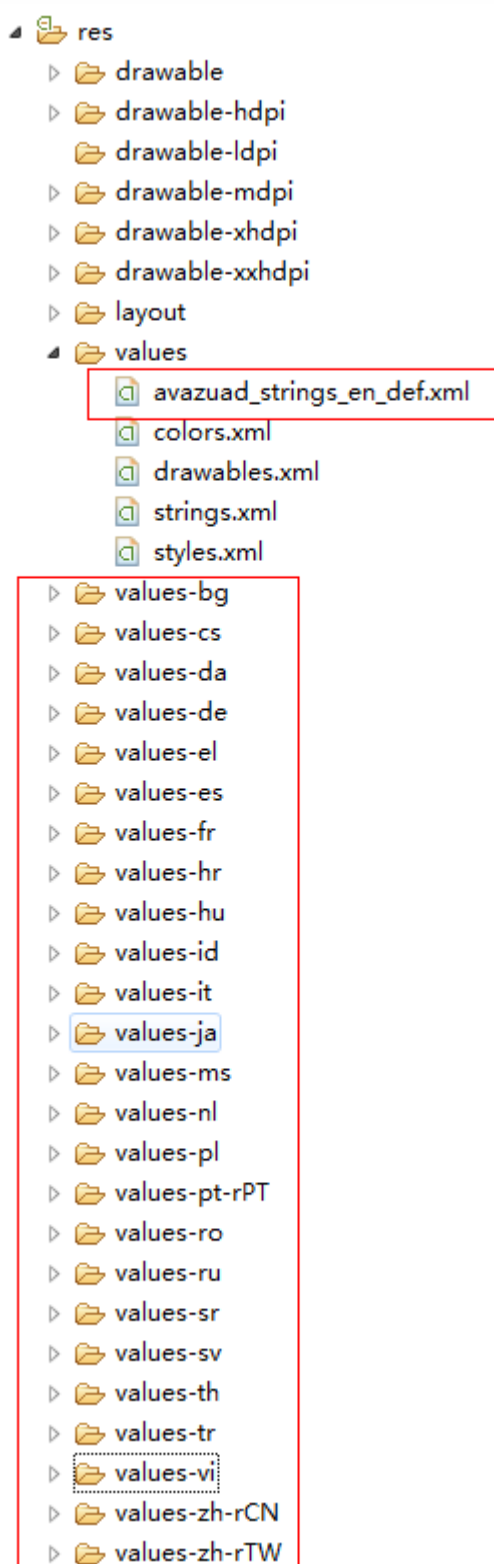 res
drawable
drawable-hdpi
drawable-ldpi
drawable-mdpi
drawable-xhdpi
drawable-xxhdpi
layout
values
avazuad_strings_en_def.xml
colors.xml
drawables.xml
strings.xml
styles.xml
values-bg
values-cs
values-da
values-de
values-el
values-es
values-fr
values-hr
values-hu
values-id
values-it
values-ja
values-ms
values-nl
values-pl
values-pt-rPT
values-ro
values-ru
values-sr
values-sv
values-th
values-tr
values-vi
values-zh-rCN
values-zh-rTW